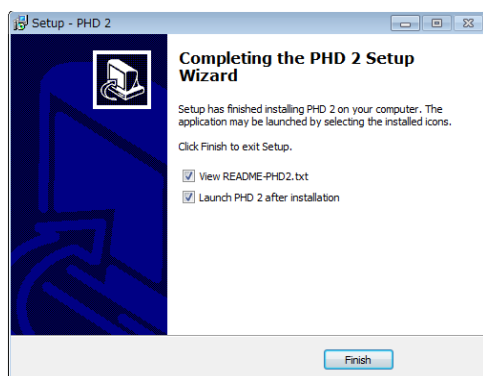 Setup - PHD 2
Completing the PHD 2 Setup
Wizard
Setup has finished installing PHD 2 on your computer. The
application may be launched by selecting the installed icons.
Click Finish to exit Setup.
View README-PHD2.txt
Launch PHD 2 after installation
Finish